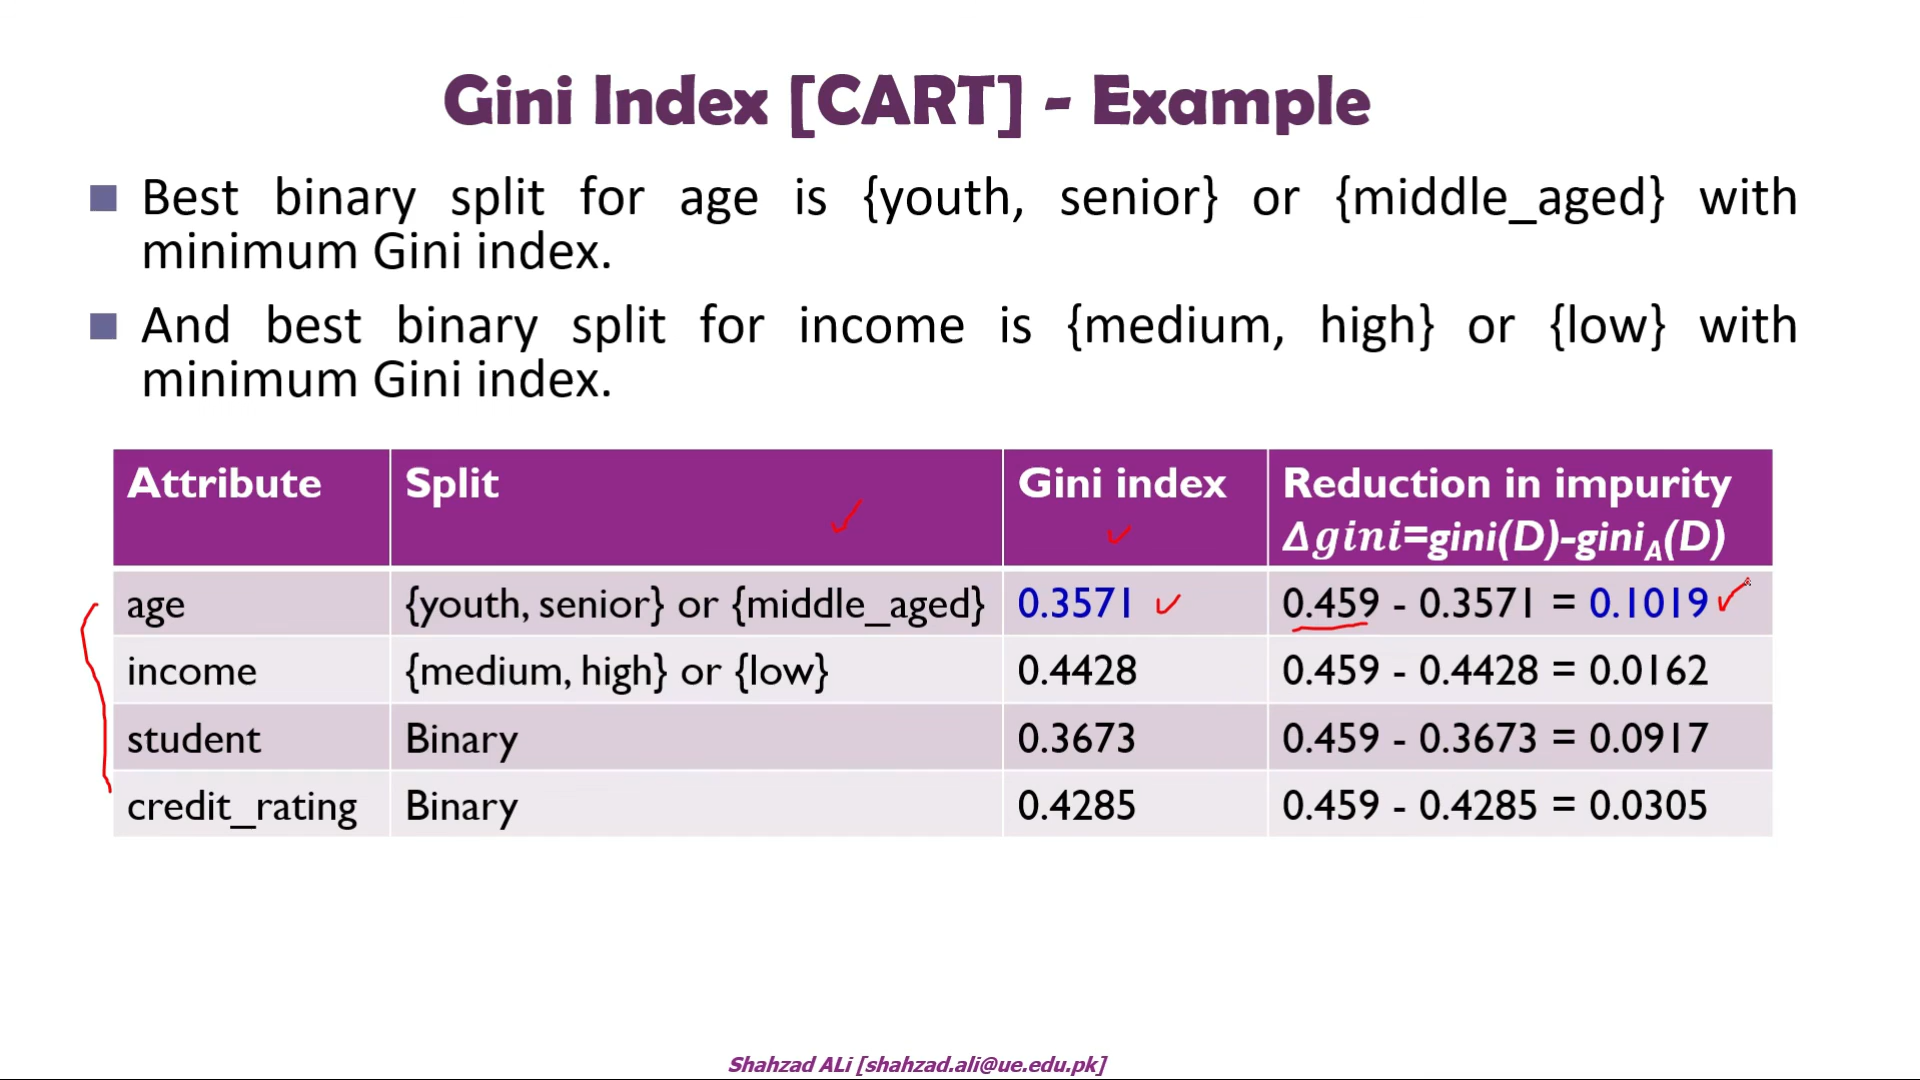 Gini Index [CART] - Example
Best binary split for age is {youth, senior} or {middle_aged} with
minimum Gini index.
And best binary split for income is {medium, high} or {low} with
minimum Gini index.
Attribute Split Gini index Reduction in impurity
Δgini=gini(D)-giniA(D)
age {youth, senior} or {middle_aged} 0.3571 0.459 - 0.3571 = 0.1019
income {medium, high} or {low} 0.4428 0.459 - 0.4428 = 0.0162
student Binary 0.3673 0.459 - 0.3673 = 0.0917
credit_rating Binary 0.4285 0.459 - 0.4285 = 0.0305
Shahzad ALi [shahzad.ali@ue.edu.pk]